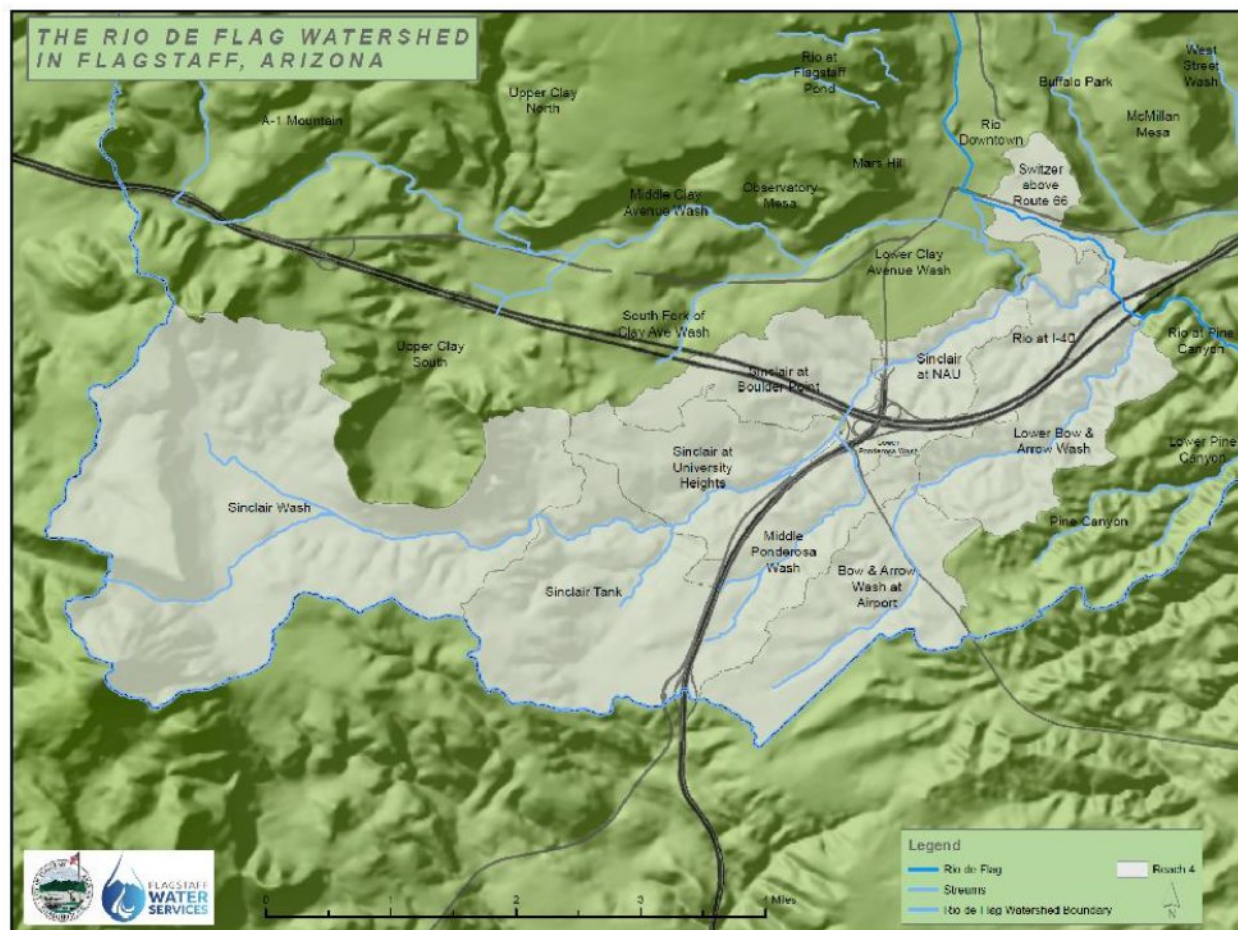 THE RIO DE FLAG WATERSHED
IN FLAGSTAFF, ARIZONA
A-1 Mountain
Upper Clay
North
Rio at
Flagstaff
Pond
Buffalo Park
West
Street
Wash
McMillan
Mesa
Rio
Downtown
Mars Hill
Switzer
above
Route 66
Middle Clay
Avenue Wash
Observatory
Mesa
Lower Clay
Avenue Wash
South Fork of
Clay Ave Wash
Upper Clay
South
Sinclair at
Boulder Point
Sinclair
at NAU
Rio at I-40
Rio at Pine
Canyon
Sinclair at
University
Heights
Lower
Ponderosa Wash
Lower Bow &
Arrow Wash
Lower Pine
Canyon
Sinclair Wash
Pine Canyon
Middle
Ponderosa
Wash
Sinclair Tank
Bow & Arrow
Wash at
Airport
Legend
Rio de Flag
Streams
Rio de Flag Watershed Boundary
Reach 4
N
FLAGSTAFF
WATER
SERVICES
0 1 2 3 4 Miles